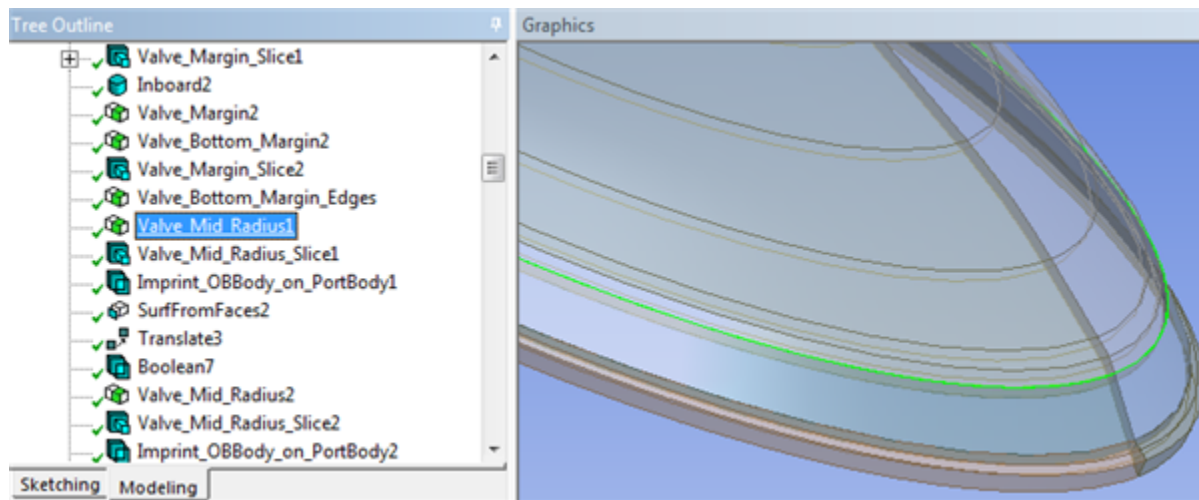 Tree Outline
Graphics
Valve_Margin_Slice1
Inboard2
Valve_Margin2
Valve_Bottom_Margin2
Valve_Margin_Slice2
Valve_Bottom_Margin_Edges
Valve_Mid_Radius1
Valve_Mid_Radius_Slice1
Imprint_OBBody_on_PortBody1
SurfFromFaces2
Translate3
Boolean7
Valve_Mid_Radius2
Valve_Mid_Radius_Slice2
Imprint_OBBody_on_PortBody2
Sketching Modeling